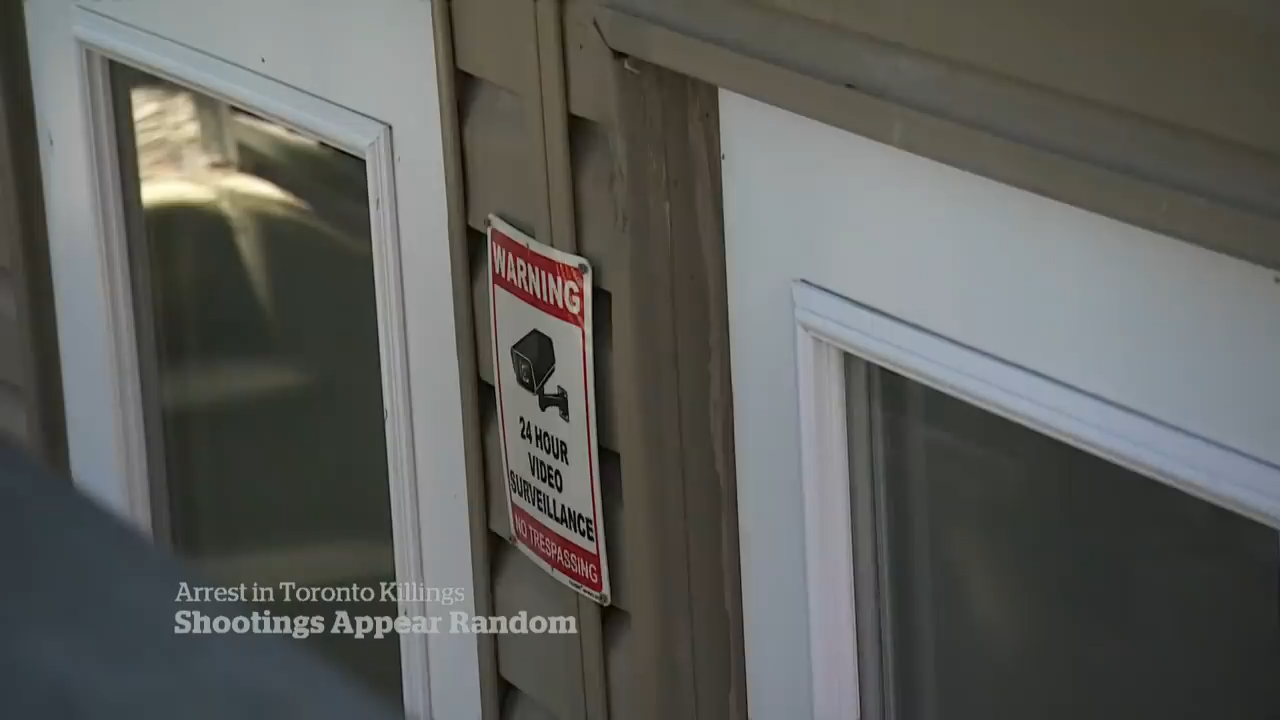 WARNING
24 HOUR
VIDEO
SURVEILLANCE
NO TRESPASSING
Arrest in Toronto Killings
Shootings Appear Random